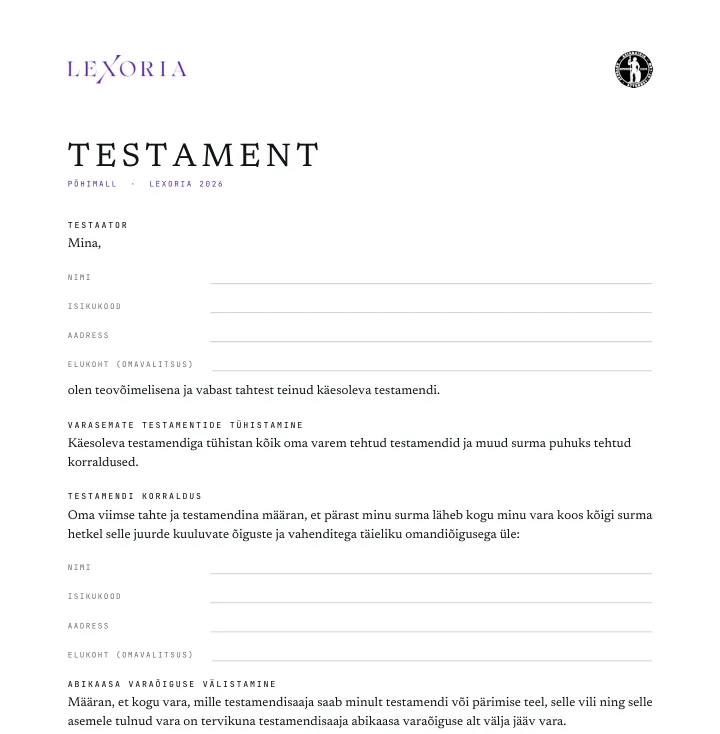 LEXORIA
TESTAMENT
PÕHIMALL · LEXORIA 2026
TESTAATOR
Mina,
NIMI
ISIKUKOOD
AADRESS
ELUKOHT (OMAVALITSUS)
olen teovõimelisena ja vabast tahtest teinud käesoleva testamendi.
VARASEMATE TESTAMENTIDE TÜHISTAMINE
Käesoleva testamendiga tühistan kõik oma varem tehtud testamendid ja muud surma puhuks tehtud
korraldused.
TESTAMENDI KORRALDUS
Oma viimse tahte ja testamendina määran, et pärast minu surma läheb kogu minu vara koos kõigi surma
hetkel selle juurde kuuluvate õiguste ja vahenditega täieliku omandiõigusega üle:
NIMI
ISIKUKOOD
AADRESS
ELUKOHT (OMAVALITSUS)
ABIKAASA VARAÕIGUSE VÄLISTAMINE
Määran, et kogu vara, mille testamendisaaja saab minult testamendi või pärimise teel, selle vili ning selle
asemele tulnud vara on tervikuna testamendisaaja abikaasa varaõiguse alt välja jääv vara.